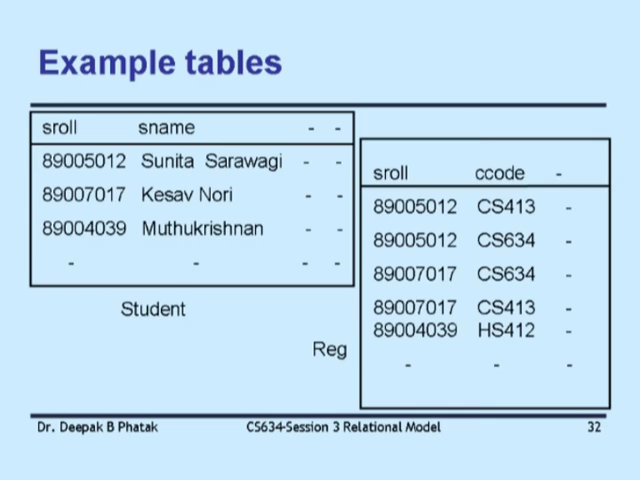 Example tables
sroll sname - -
89005012 Sunita Sarawagi - -
89007017 Kesav Nori - -
89004039 Muthukrishnan - -
- - - -
Student
sroll ccode -
89005012 CS413 -
89005012 CS634 -
89007017 CS634 -
89007017 CS413 -
89004039 HS412 -
- - -
Reg
Dr. Deepak B Phatak CS634-Session 3 Relational Model 32